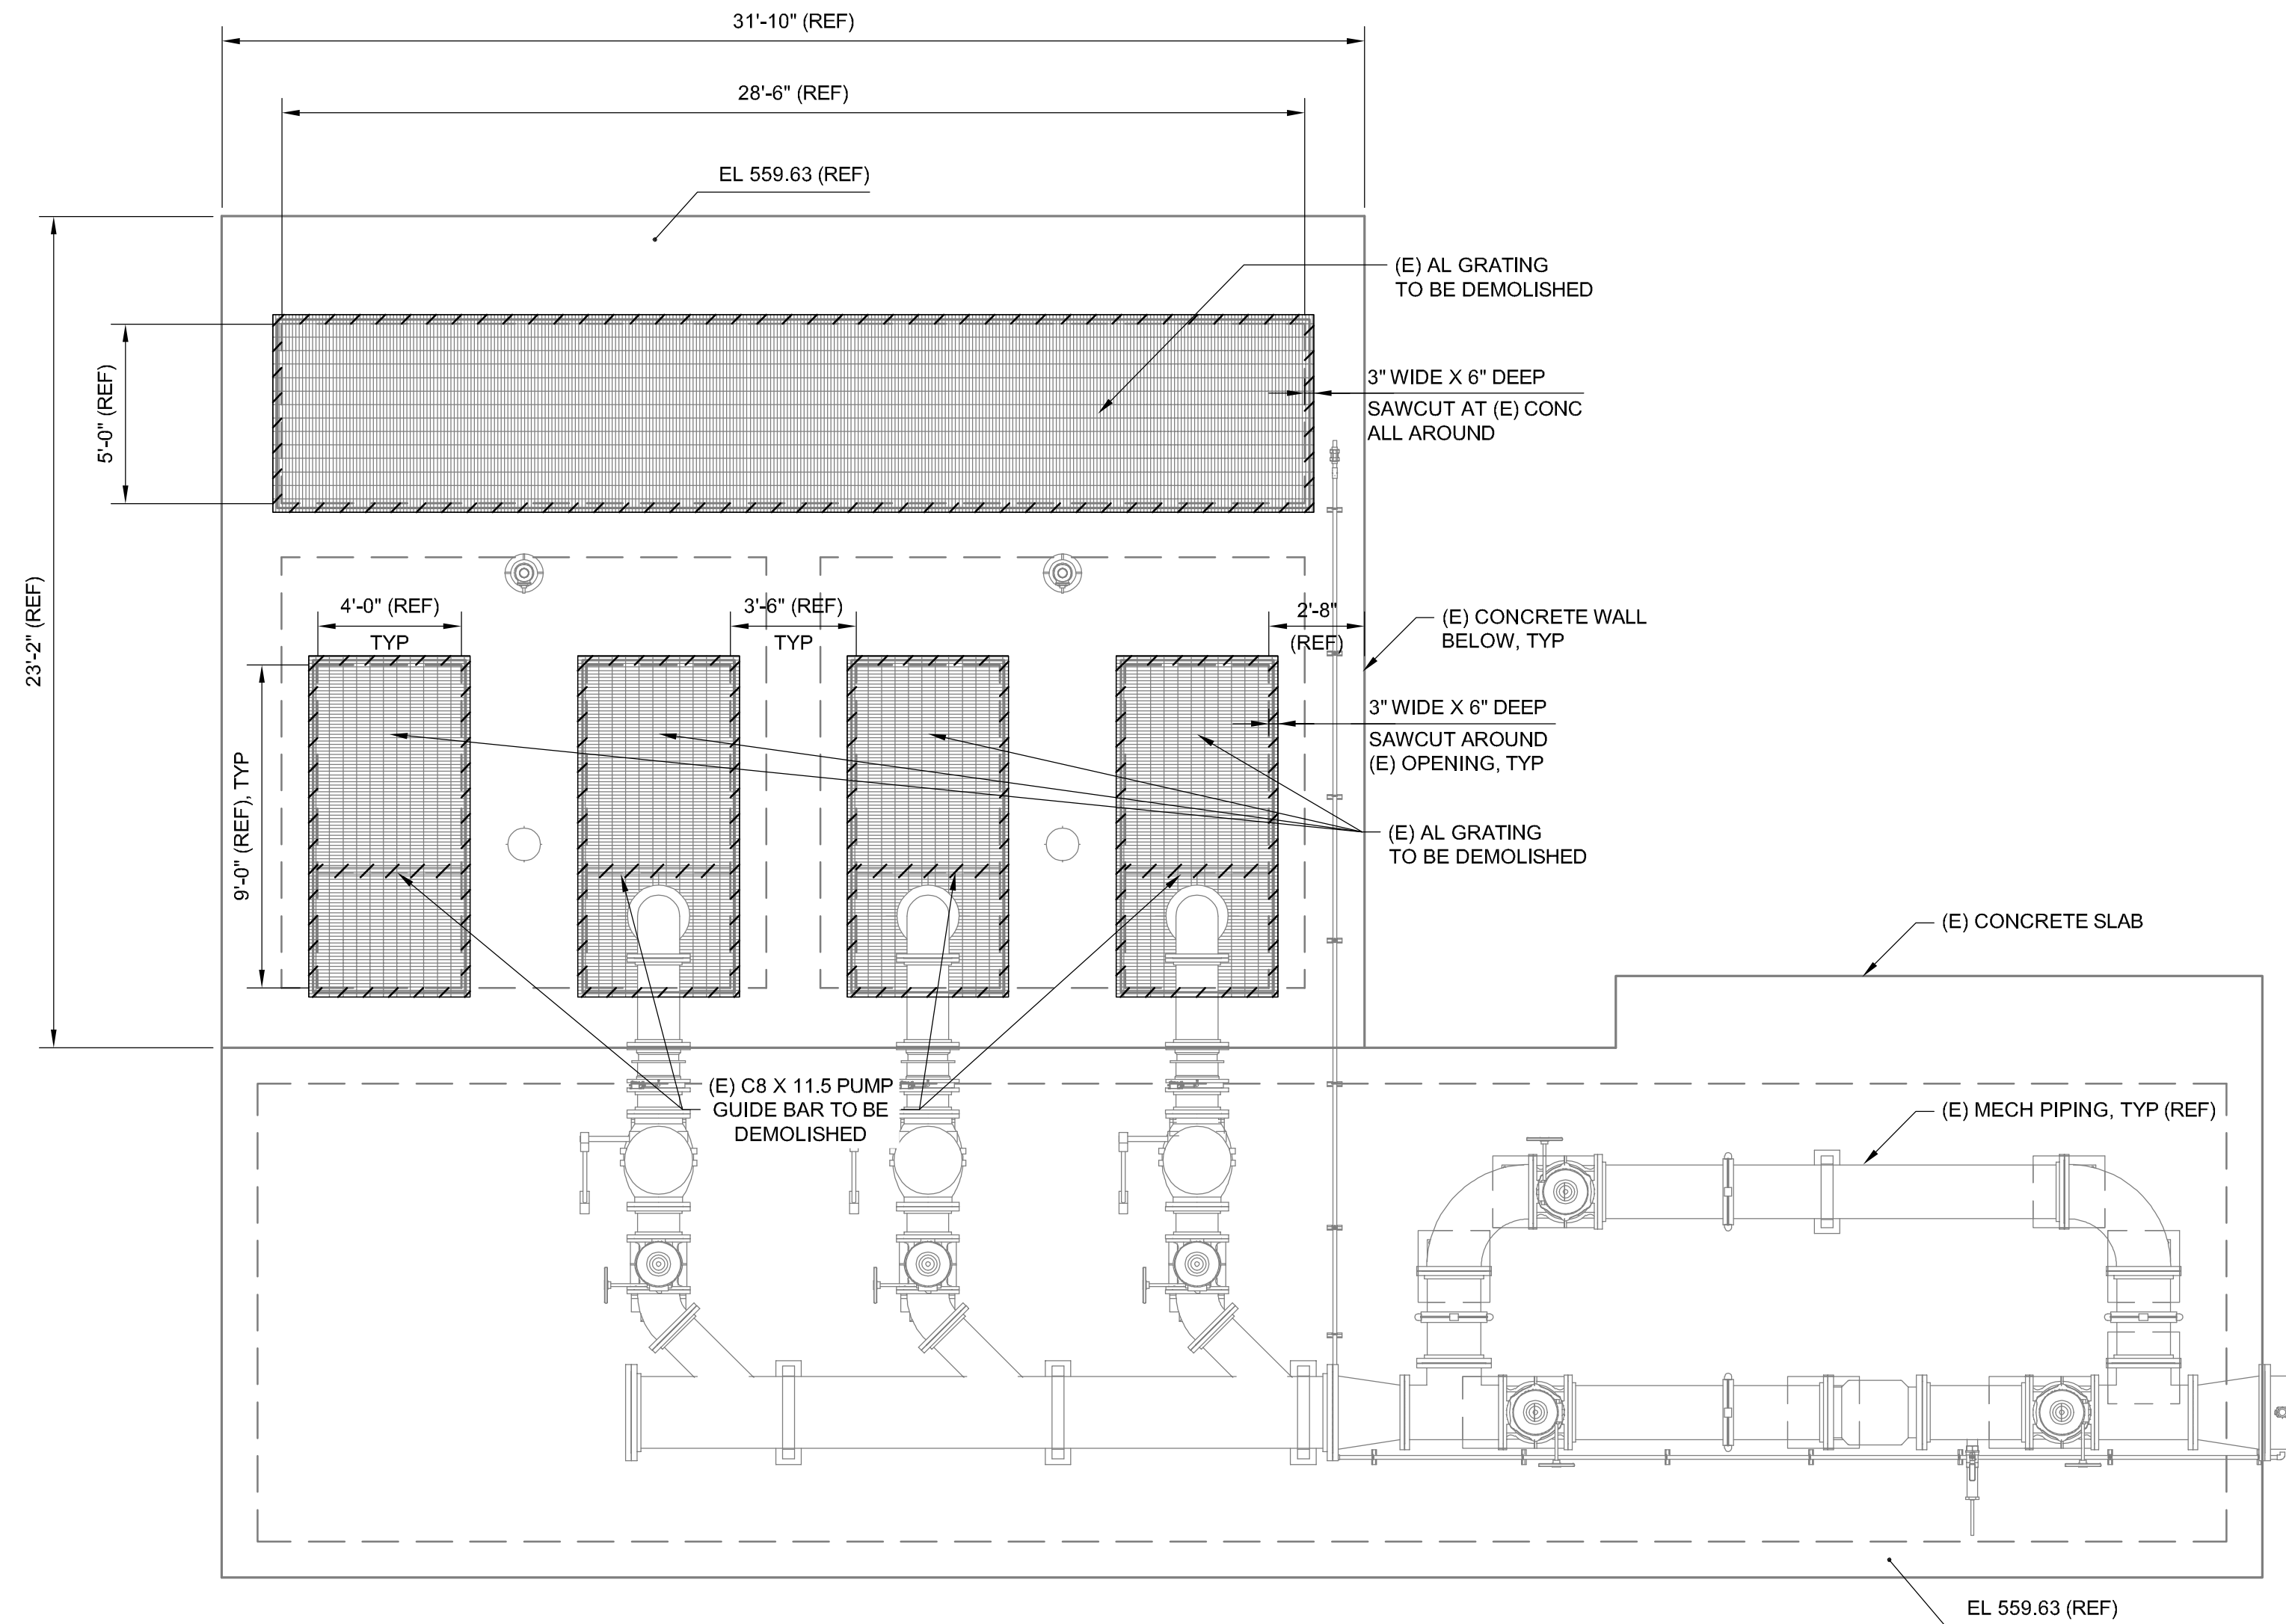 31'-10" (REF)
28'-6" (REF)
EL 559.63 (REF)
(E) AL GRATING
TO BE DEMOLISHED
5'-0" (REF)
3" WIDE X 6" DEEP
SAWCUT AT (E) CONC
ALL AROUND
23'-2" (REF)
4'-0" (REF)
TYP
3'-6" (REF)
TYP
2'-8"
(REF)
(E) CONCRETE WALL
BELOW, TYP
3" WIDE X 6" DEEP
SAWCUT AROUND
(E) OPENING, TYP
9'-0" (REF), TYP
(E) AL GRATING
TO BE DEMOLISHED
(E) CONCRETE SLAB
(E) C8 X 11.5 PUMP
GUIDE BAR TO BE
DEMOLISHED
(E) MECH PIPING, TYP (REF)
EL 559.63 (REF)